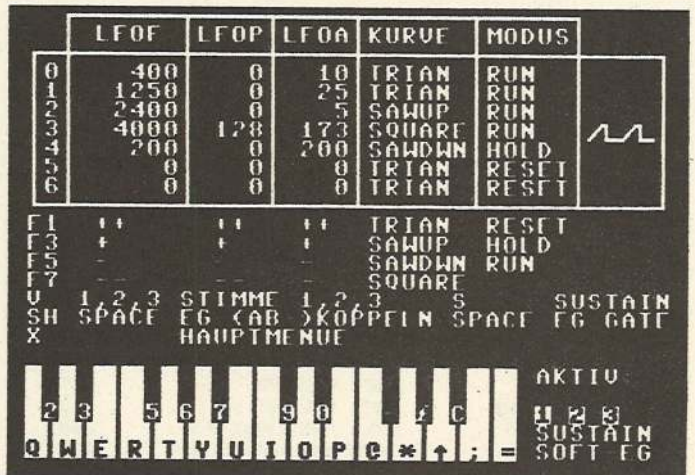 LFOF LFOP LFOA KURVE MODUS
0 400 0 10 TRIAN RUN
1 1250 0 25 TRIAN RUN
2 2400 0 5 SAWUP RUN
3 4000 128 173 SQUARE RUN
4 200 0 200 SAWDWN HOLD
5 0 0 0 TRIAN RESET
6 0 0 0 TRIAN RESET
F1 ++ ++ ++ TRIAN RESET
F3 + + + SAWUP HOLD
F5 - - - SAWDWN RUN
F7 -- -- -- SQUARE
V 1,2,3 STIMME 1,2,3 S SUSTAIN
SH SPACE EG (AB )KOPPELN SPACE EG GATE
X HAUPTMENUE
AKTIV:
2 3 5 6 7 9 0 £ C 1 2 3
SUSTAIN
Q W E R T Y U I O P @ * ↑ ; = SOFT EG